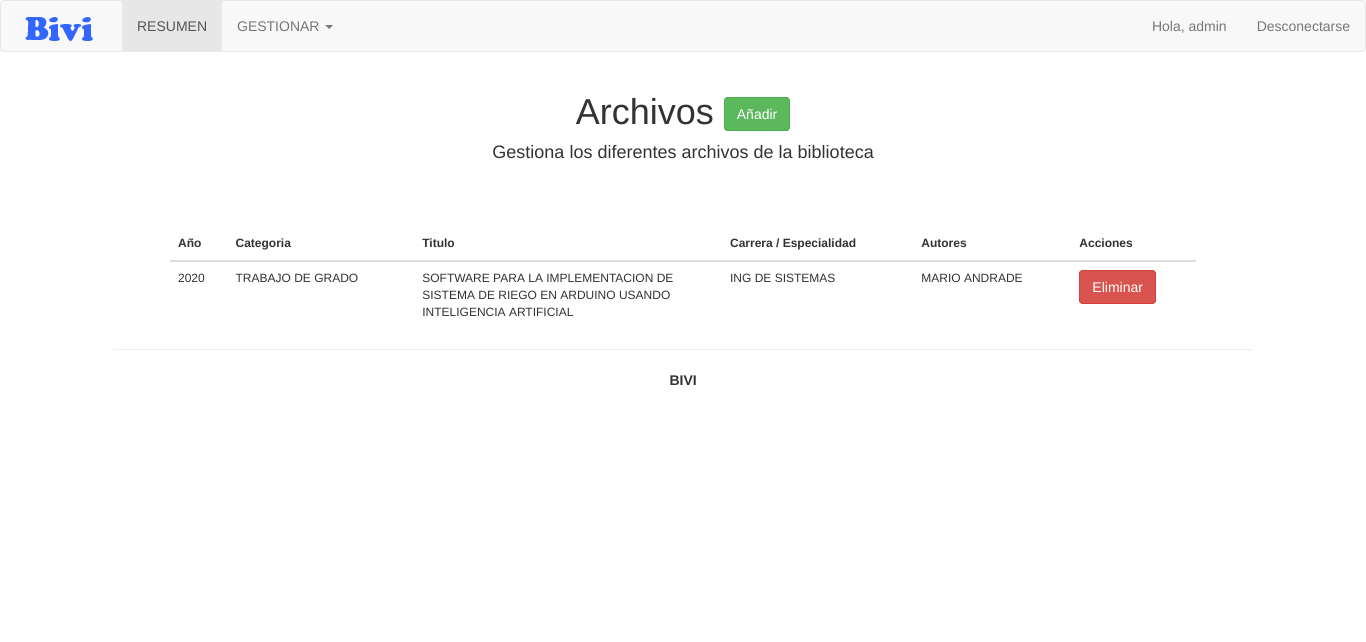 Bivi RESUMEN GESTIONAR Hola, admin Desconectarse
Archivos Añadir
Gestiona los diferentes archivos de la biblioteca
Año Categoria Titulo Carrera / Especialidad Autores Acciones
2020 TRABAJO DE GRADO SOFTWARE PARA LA IMPLEMENTACION DE ING DE SISTEMAS MARIO ANDRADE Eliminar
SISTEMA DE RIEGO EN ARDUINO USANDO
INTELIGENCIA ARTIFICIAL
BIVI